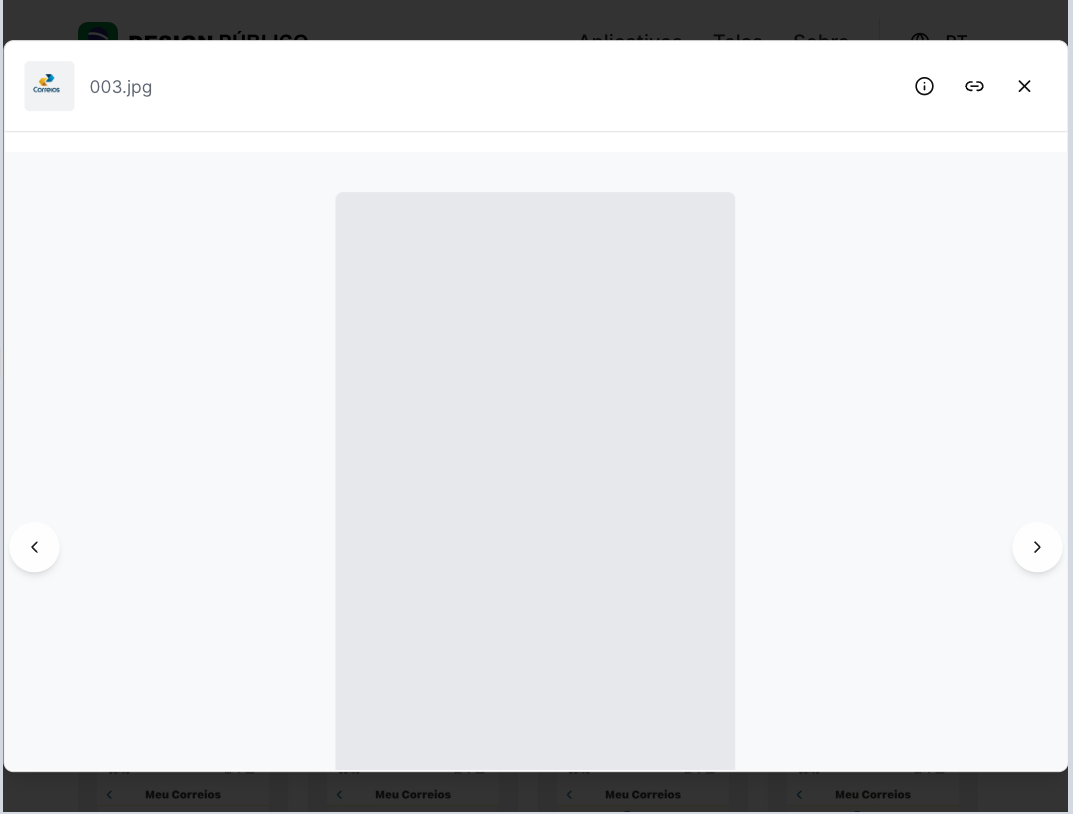 DESIGN PÚBLICO
Aplicativos
Telas
Sobre
PT
Correios
003.jpg
Meu Correios
Meu Correios
Meu Correios
Meu Correios